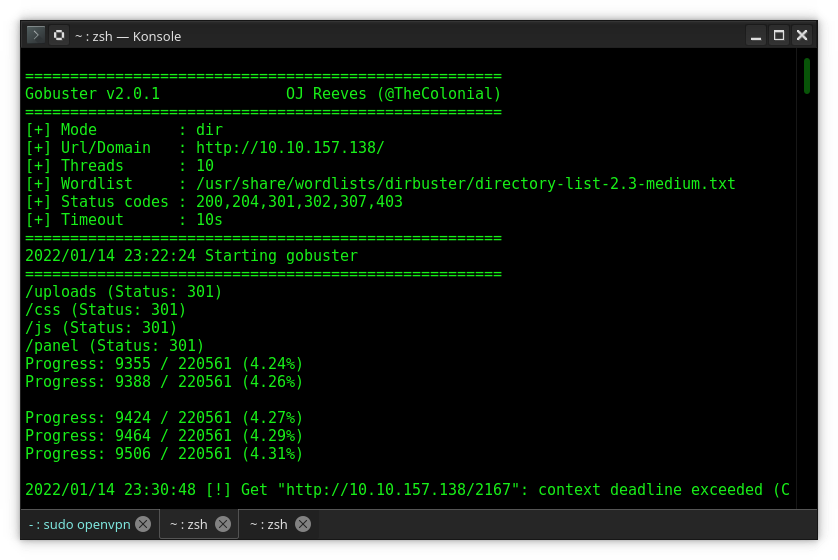 ~ : zsh — Konsole
=====================================================
Gobuster v2.0.1              OJ Reeves (@TheColonial)
=====================================================
[+] Mode         : dir
[+] Url/Domain   : http://10.10.157.138/
[+] Threads      : 10
[+] Wordlist     : /usr/share/wordlists/dirbuster/directory-list-2.3-medium.txt
[+] Status codes : 200,204,301,302,307,403
[+] Timeout      : 10s
=====================================================
2022/01/14 23:22:24 Starting gobuster
=====================================================
/uploads (Status: 301)
/css (Status: 301)
/js (Status: 301)
/panel (Status: 301)
Progress: 9355 / 220561 (4.24%)
Progress: 9388 / 220561 (4.26%)
Progress: 9424 / 220561 (4.27%)
Progress: 9464 / 220561 (4.29%)
Progress: 9506 / 220561 (4.31%)
2022/01/14 23:30:48 [!] Get "http://10.10.157.138/2167": context deadline exceeded (C
- : sudo openvpn ~ : zsh ~ : zsh